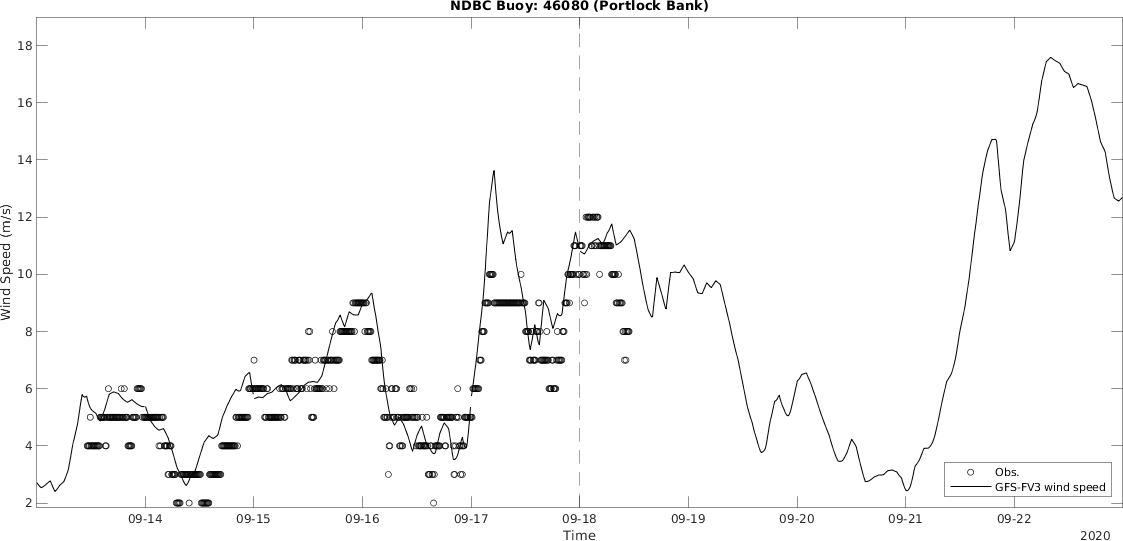 NDBC Buoy: 46080 (Portlock Bank)
18
16
14
12
10
8
6
4
2
Wind Speed (m/s)
Obs.
GFS-FV3 wind speed
09-14 09-15 09-16 09-17 09-18 09-19 09-20 09-21 09-22
Time
2020